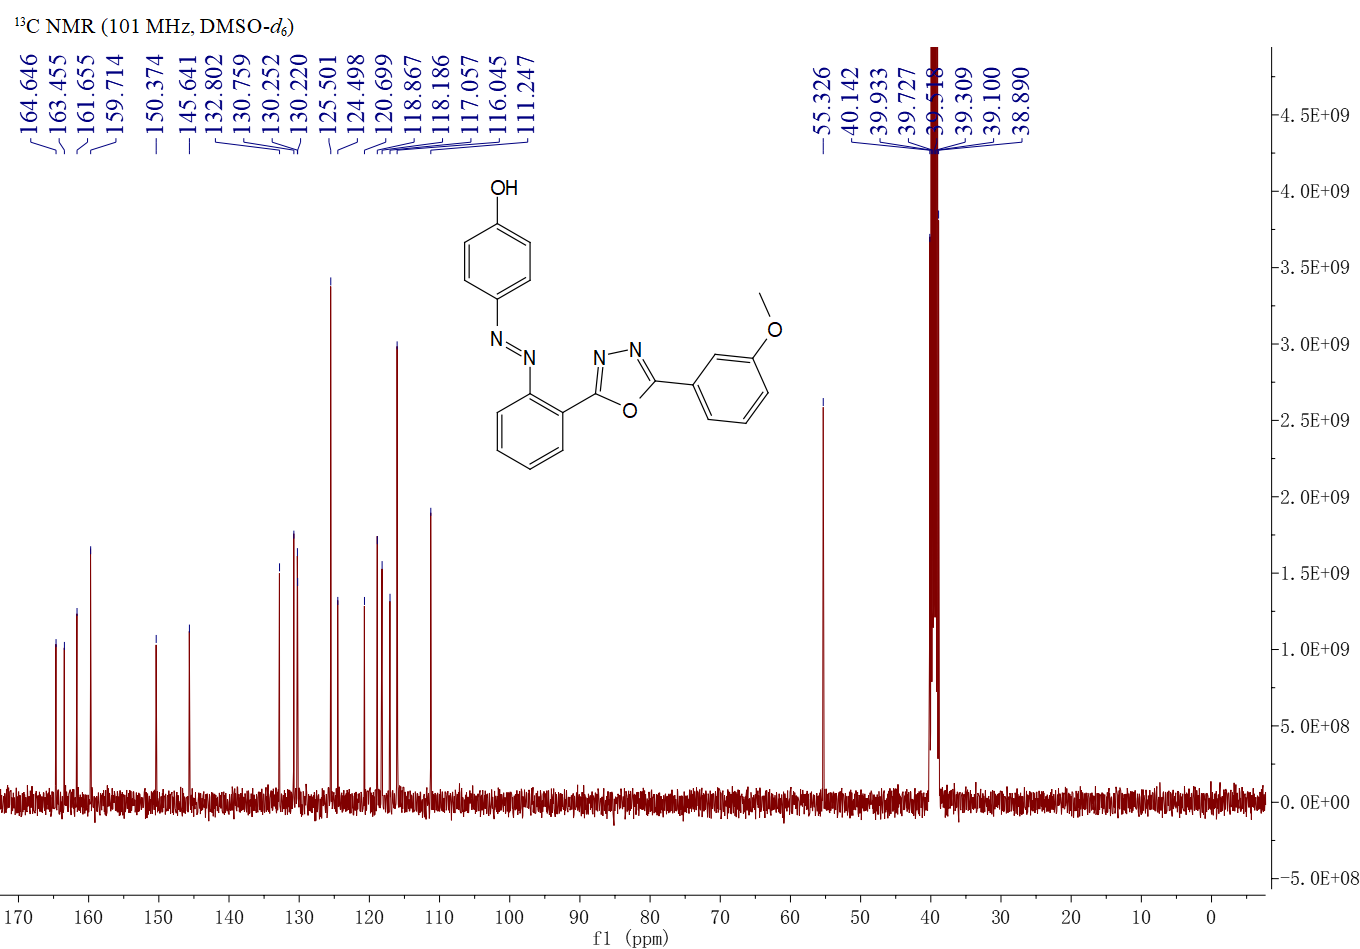 ¹³C NMR (101 MHz, DMSO-d₆)
164.646
163.455
161.655
159.714
150.374
145.641
132.802
130.759
130.252
130.220
125.501
124.498
120.699
118.867
118.186
117.057
116.045
111.247
55.326
40.142
39.933
39.727
39.518
39.309
39.100
38.890
OH
N
N
N
N
O
O
4.5E+09
4.0E+09
3.5E+09
3.0E+09
2.5E+09
2.0E+09
1.5E+09
1.0E+09
5.0E+08
0.0E+00
-5.0E+08
170 160 150 140 130 120 110 100 90 80 70 60 50 40 30 20 10 0
f1 (ppm)